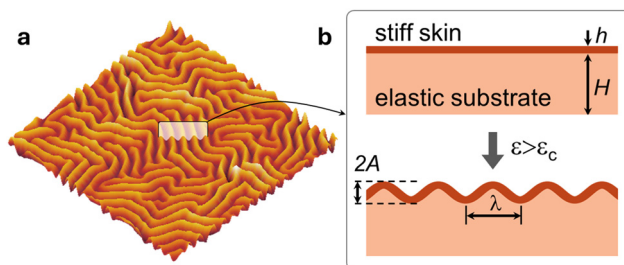 a
b
stiff skin
h
H
elastic substrate
ε>εc
2A
λ